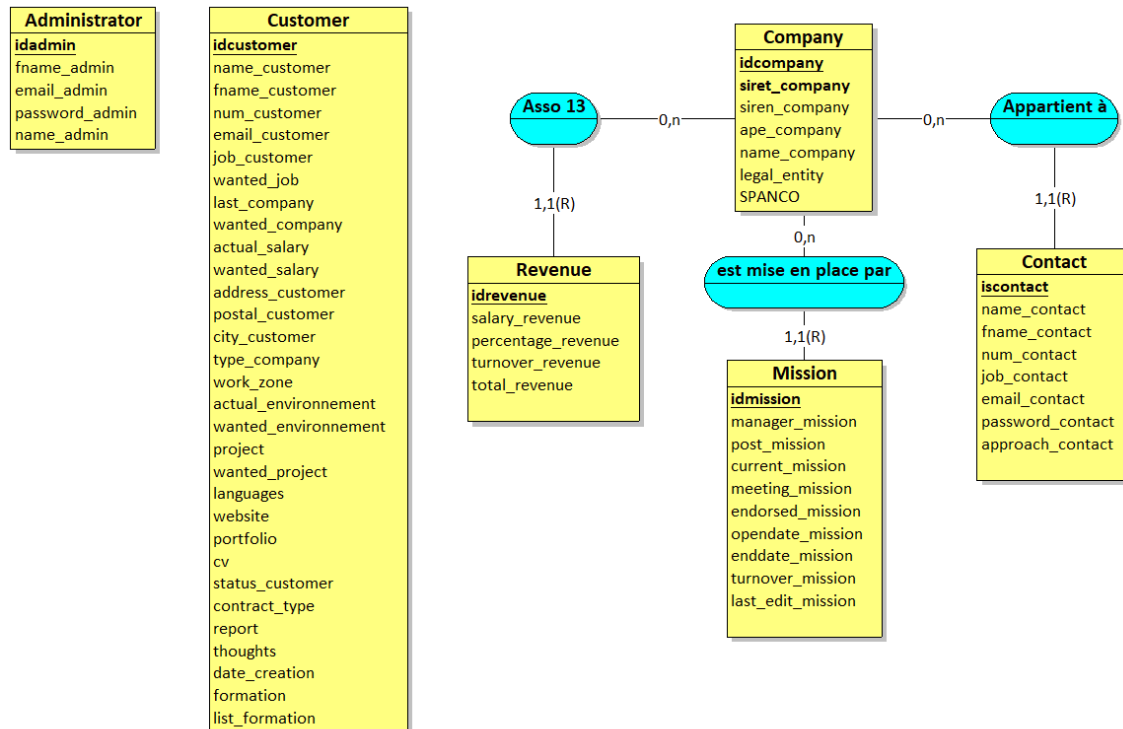 Administrator
idadmin
fname_admin
email_admin
password_admin
name_admin
Customer
idcustomer
name_customer
fname_customer
num_customer
email_customer
job_customer
wanted_job
last_company
wanted_company
actual_salary
wanted_salary
address_customer
postal_customer
city_customer
type_company
work_zone
actual_environnement
wanted_environnement
project
wanted_project
languages
website
portfolio
cv
status_customer
contract_type
report
thoughts
date_creation
formation
list_formation
Asso 13
0,n
1,1(R)
Revenue
idrevenue
salary_revenue
percentage_revenue
turnover_revenue
total_revenue
Company
idcompany
siret_company
siren_company
ape_company
name_company
legal_entity
SPANCO
0,n
est mise en place par
1,1(R)
Mission
idmission
manager_mission
post_mission
current_mission
meeting_mission
endorsed_mission
opendate_mission
enddate_mission
turnover_mission
last_edit_mission
0,n
Appartient à
1,1(R)
Contact
iscontact
name_contact
fname_contact
num_contact
job_contact
email_contact
password_contact
approach_contact